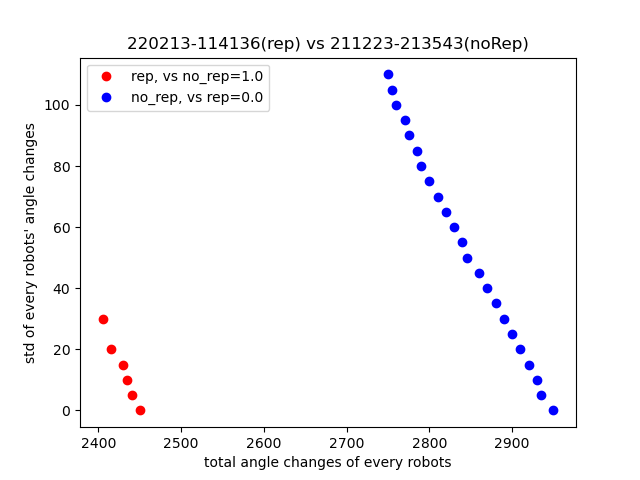 220213-114136(rep) vs 211223-213543(noRep)
rep, vs no_rep=1.0
no_rep, vs rep=0.0
std of every robots' angle changes
100
80
60
40
20
0
2400 2500 2600 2700 2800 2900
total angle changes of every robots